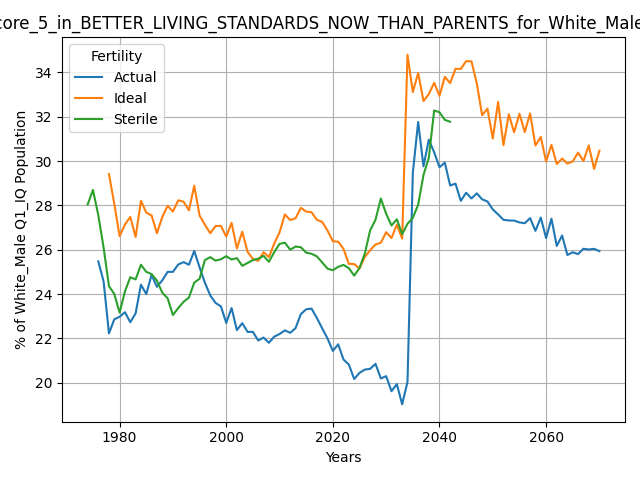 core_5_in_BETTER_LIVING_STANDARDS_NOW_THAN_PARENTS_for_White_Male
Fertility
Actual
Ideal
Sterile
% of White_Male Q1_IQ Population
34
32
30
28
26
24
22
20
1980
2000
2020
2040
2060
Years